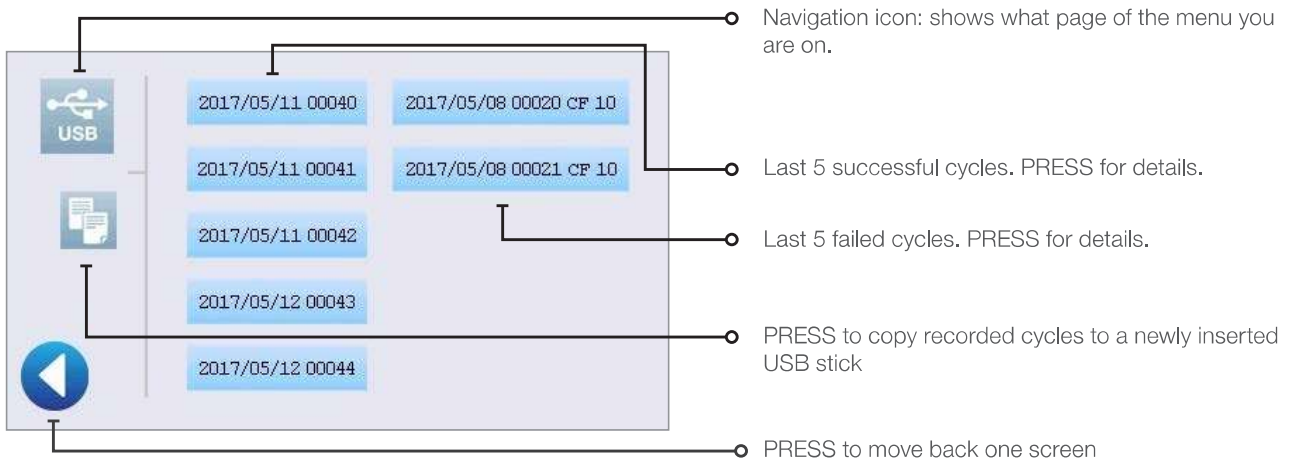 Navigation icon: shows what page of the menu you
are on.
USB
2017/05/11 00040
2017/05/08 00020 CF 10
2017/05/11 00041
2017/05/08 00021 CF 10
2017/05/11 00042
2017/05/12 00043
2017/05/12 00044
Last 5 successful cycles. PRESS for details.
Last 5 failed cycles. PRESS for details.
PRESS to copy recorded cycles to a newly inserted
USB stick
PRESS to move back one screen